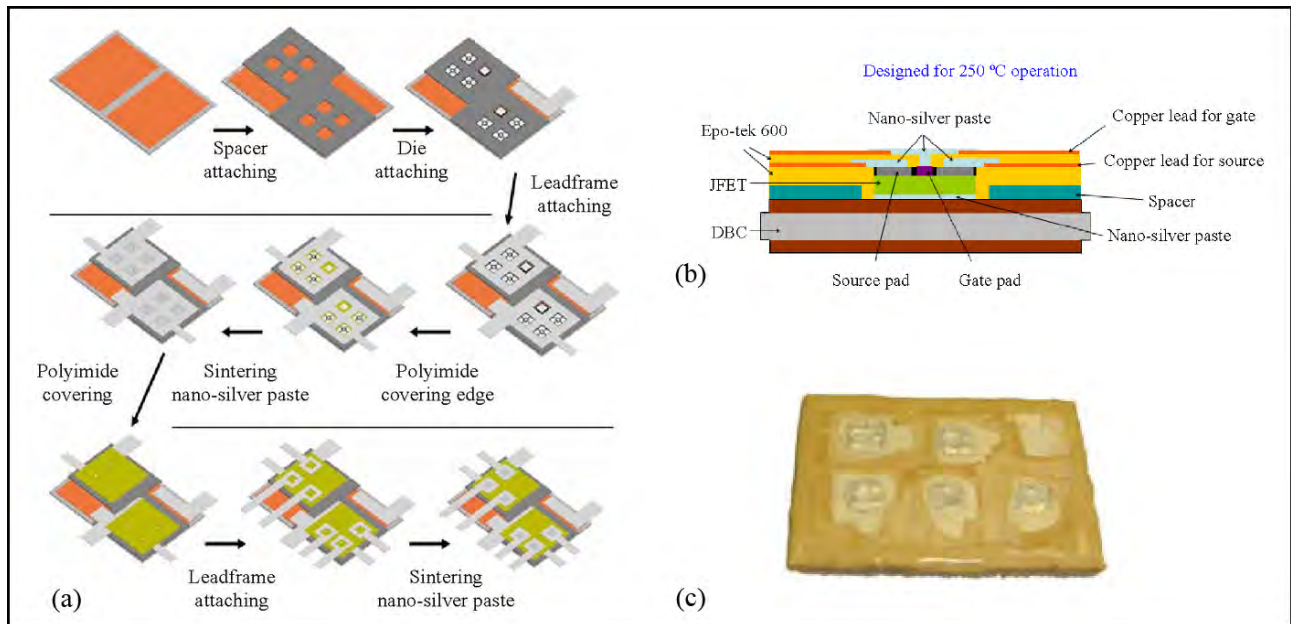 Spacer
attaching
Die
attaching
Leadframe
attaching
Polyimide
covering
Sintering
nano-silver paste
Polyimide
covering edge
Leadframe
attaching
Sintering
nano-silver paste
(a)
Designed for 250 °C operation
Nano-silver paste
Copper lead for gate
Epo-tek 600
Copper lead for source
JFET
Spacer
DBC
Nano-silver paste
Source pad
Gate pad
(b)
(c)